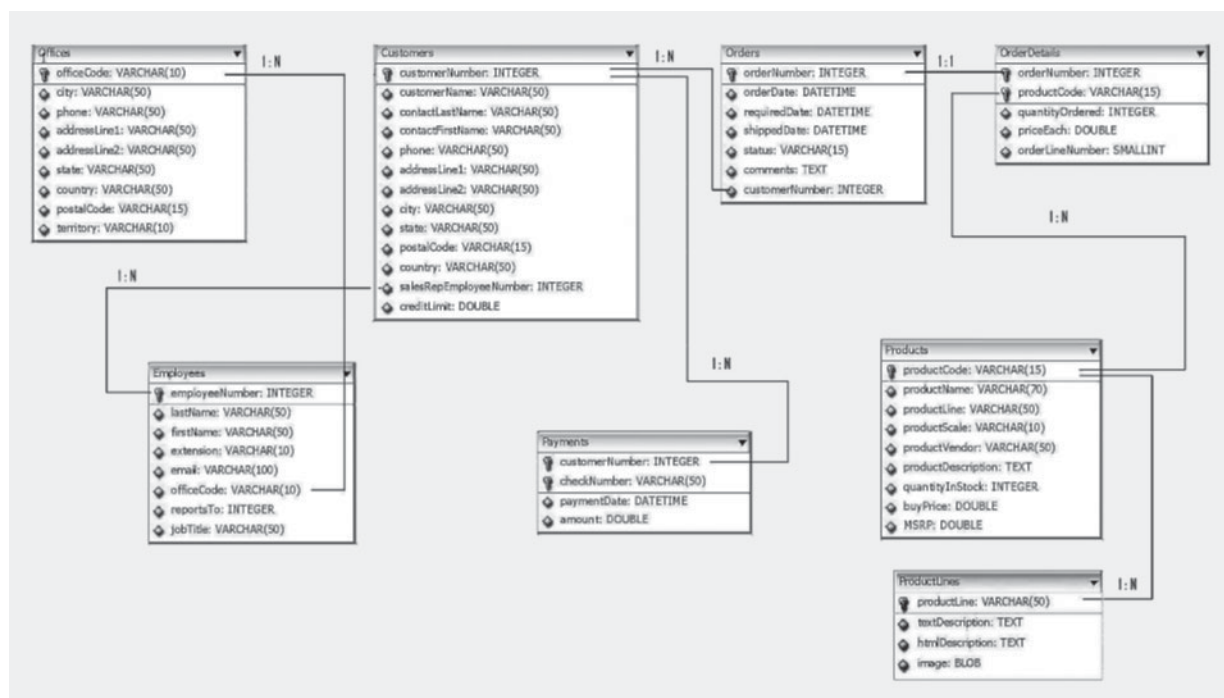 Offices
officeCode: VARCHAR(10)
city: VARCHAR(50)
phone: VARCHAR(50)
addressLine1: VARCHAR(50)
addressLine2: VARCHAR(50)
state: VARCHAR(50)
country: VARCHAR(50)
postalCode: VARCHAR(15)
territory: VARCHAR(10)
1:N
Customers
customerNumber: INTEGER
customerName: VARCHAR(50)
contactLastName: VARCHAR(50)
contactFirstName: VARCHAR(50)
phone: VARCHAR(50)
addressLine1: VARCHAR(50)
addressLine2: VARCHAR(50)
city: VARCHAR(50)
state: VARCHAR(50)
postalCode: VARCHAR(15)
country: VARCHAR(50)
salesRepEmployeeNumber: INTEGER
creditLimit: DOUBLE
1:N
Orders
orderNumber: INTEGER
orderDate: DATETIME
requiredDate: DATETIME
shippedDate: DATETIME
status: VARCHAR(15)
comments: TEXT
customerNumber: INTEGER
1:1
OrderDetails
orderNumber: INTEGER
productCode: VARCHAR(15)
quantityOrdered: INTEGER
priceEach: DOUBLE
orderLineNumber: SMALLINT
1:N
1:N
Employees
employeeNumber: INTEGER
lastName: VARCHAR(50)
firstName: VARCHAR(50)
extension: VARCHAR(10)
email: VARCHAR(100)
officeCode: VARCHAR(10)
reportsTo: INTEGER
jobTitle: VARCHAR(50)
1:N
Payments
customerNumber: INTEGER
checkNumber: VARCHAR(50)
paymentDate: DATETIME
amount: DOUBLE
Products
productCode: VARCHAR(15)
productName: VARCHAR(70)
productLine: VARCHAR(50)
productScale: VARCHAR(10)
productVendor: VARCHAR(50)
productDescription: TEXT
quantityInStock: INTEGER
buyPrice: DOUBLE
MSRP: DOUBLE
1:N
ProductLines
productLine: VARCHAR(50)
textDescription: TEXT
htmlDescription: TEXT
image: BLOB